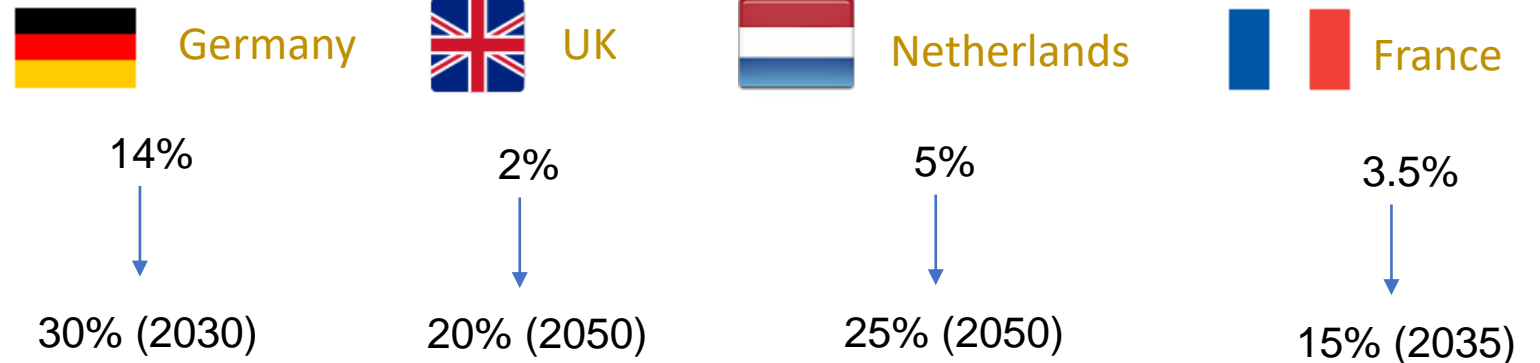 Germany
UK
Netherlands
France
14%
2%
5%
3.5%
30% (2030)
20% (2050)
25% (2050)
15% (2035)